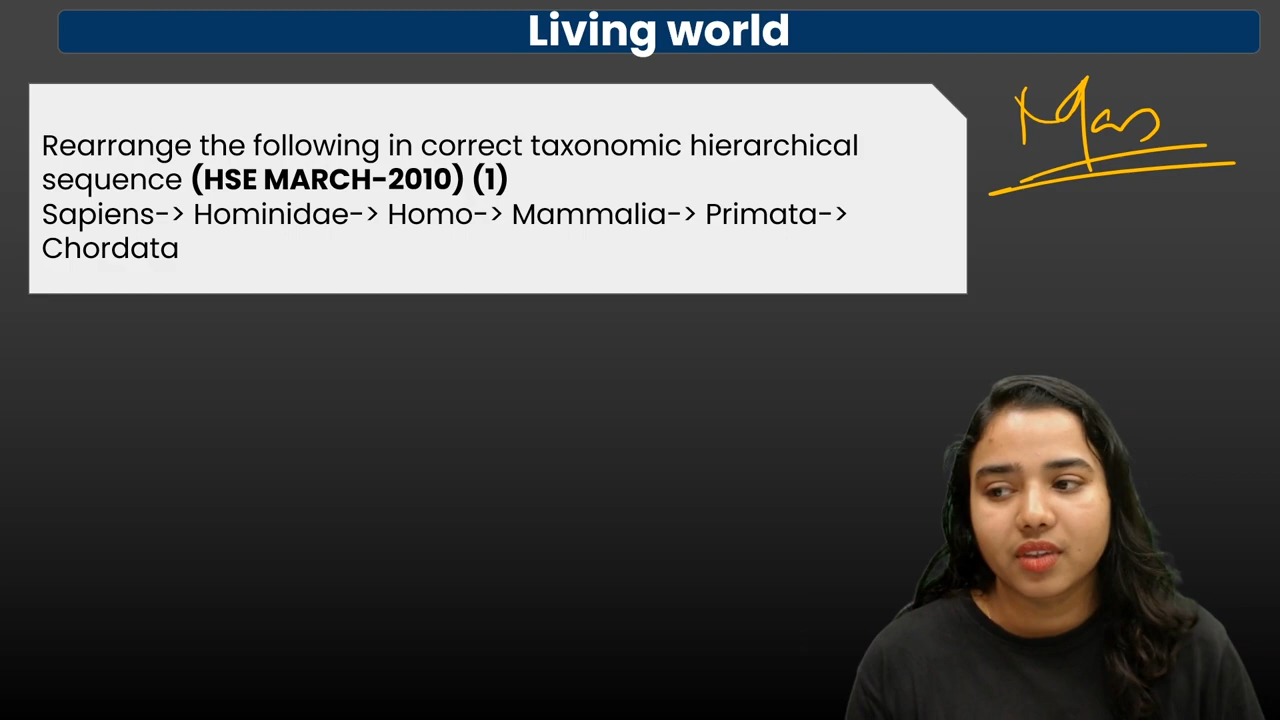 Living world
Man
Rearrange the following in correct taxonomic hierarchical
sequence (HSE MARCH-2010) (1)
Sapiens-> Hominidae-> Homo-> Mammalia-> Primata->
Chordata